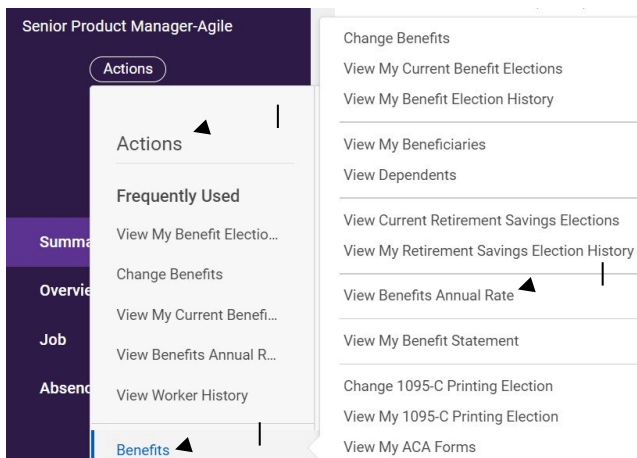 Senior Product Manager-Agile
Actions
Summa
Overvie
Job
Absenc
Actions
Frequently Used
View My Benefit Electio...
Change Benefits
View My Current Benefi...
View Benefits Annual R...
View Worker History
Benefits
Change Benefits
View My Current Benefit Elections
View My Benefit Election History
View My Beneficiaries
View Dependents
View Current Retirement Savings Elections
View My Retirement Savings Election History
View Benefits Annual Rate
View My Benefit Statement
Change 1095-C Printing Election
View My 1095-C Printing Election
View My ACA Forms